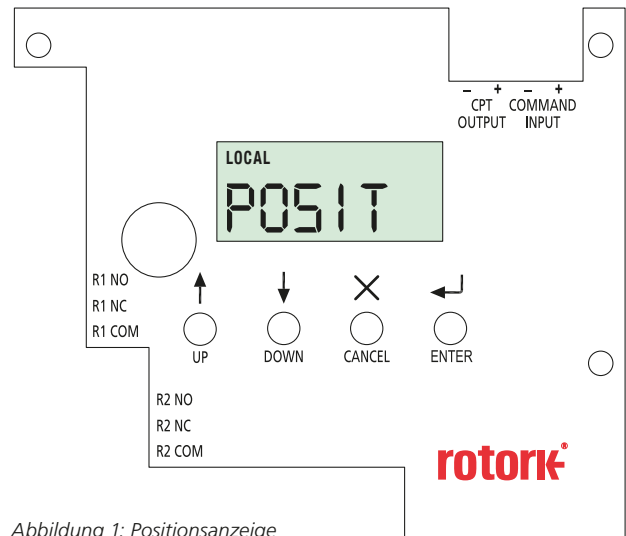 – + – +
CPT COMMAND
OUTPUT INPUT
LOCAL
POSIT
R1 NO
R1 NC
R1 COM
UP DOWN CANCEL ENTER
R2 NO
R2 NC
R2 COM
rotork®
Abbildung 1: Positionsanzeige